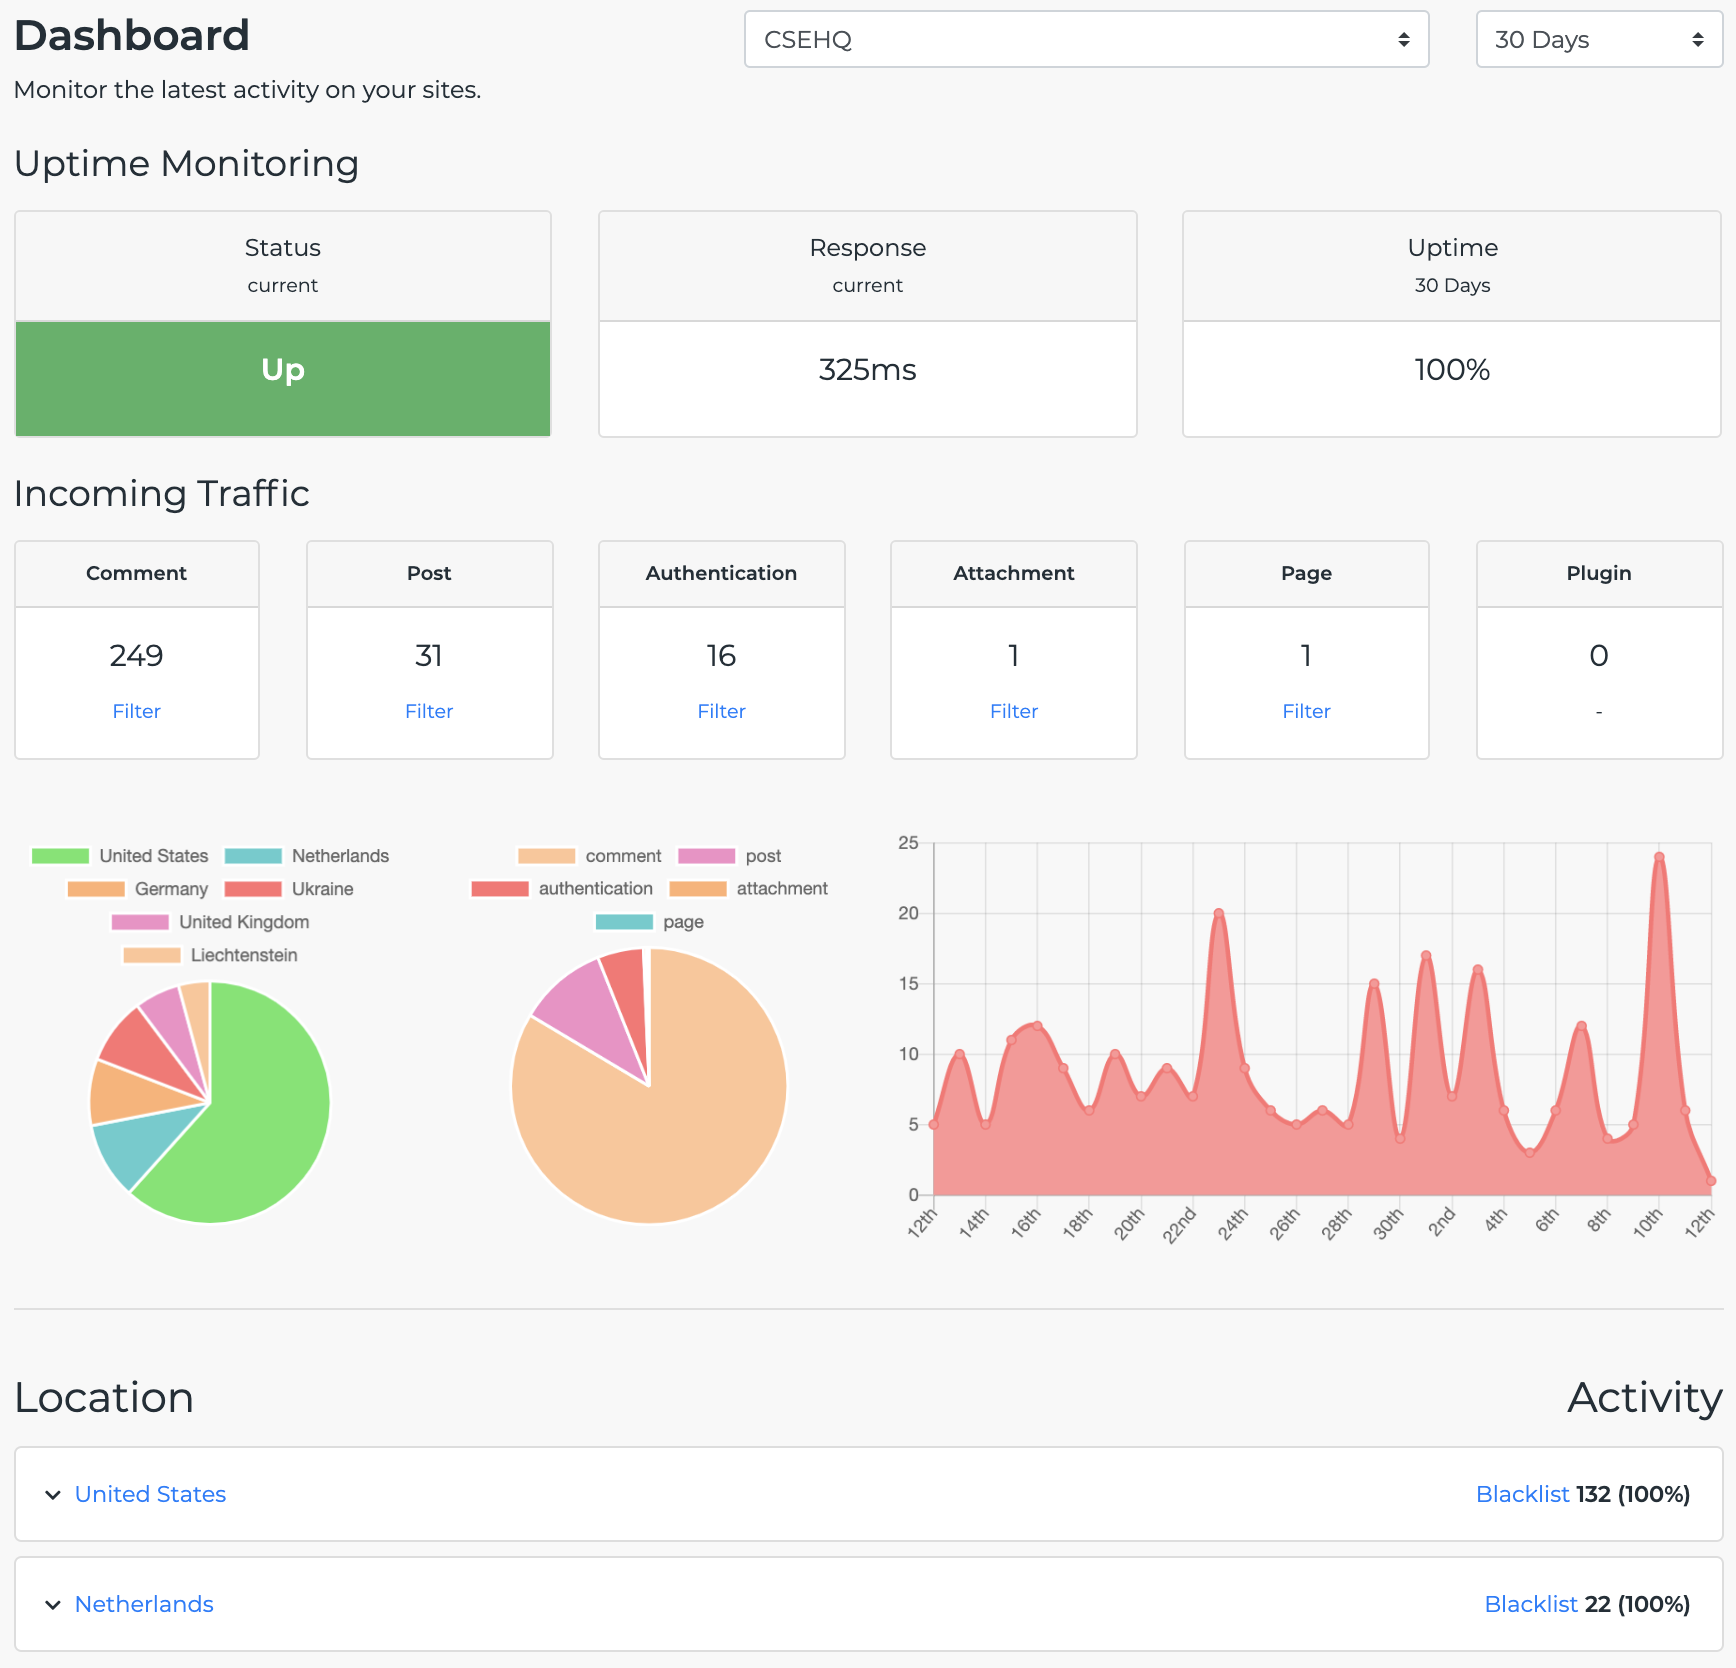 Dashboard
CSEHQ
30 Days
Monitor the latest activity on your sites.
Uptime Monitoring
Status
current
Up
Response
current
325ms
Uptime
30 Days
100%
Incoming Traffic
Comment
249
Filter
Post
31
Filter
Authentication
16
Filter
Attachment
1
Filter
Page
1
Filter
Plugin
0
-
United States Netherlands
Germany Ukraine
United Kingdom
Liechtenstein
comment post
authentication attachment
page
25
20
15
10
5
0
12th 14th 16th 18th 20th 22nd 24th 26th 28th 30th 2nd 4th 6th 8th 10th 12th
Location Activity
United States Blacklist 132 (100%)
Netherlands Blacklist 22 (100%)